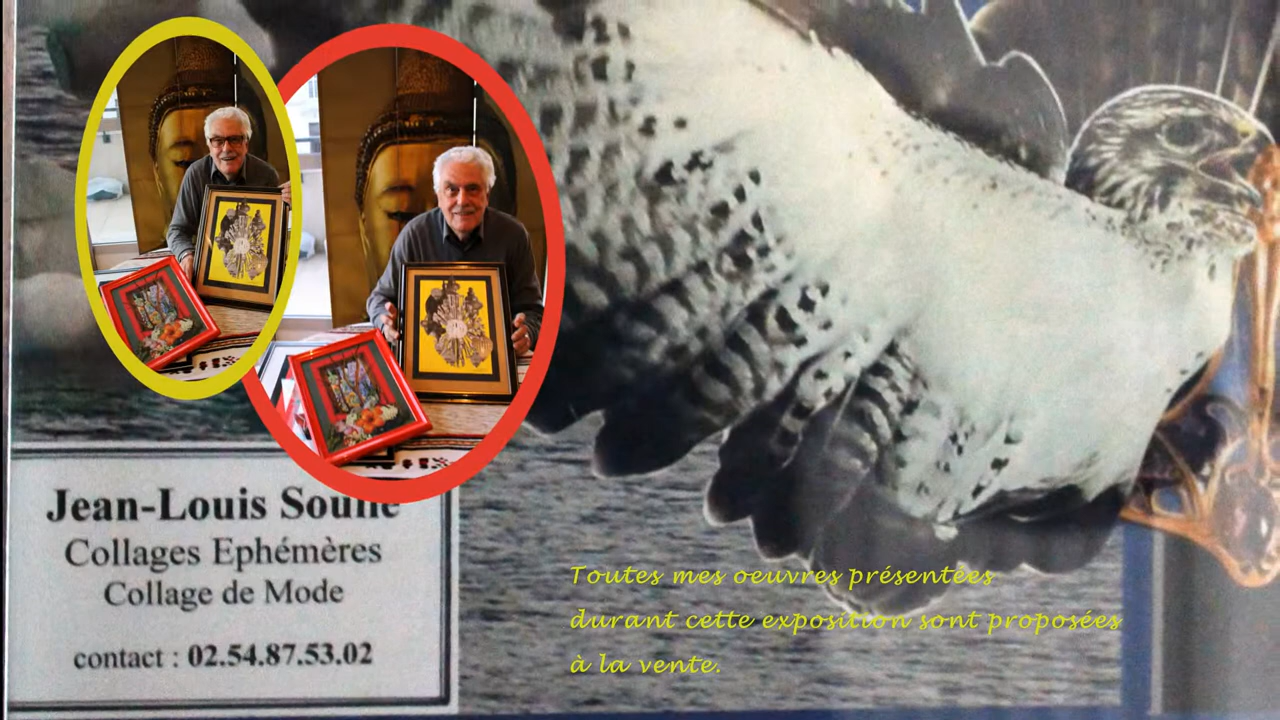 Jean-Louis
Collages Ephémères
Collage de Mode
contact : 02.54.87.53.02
Toutes mes oeuvres présentées
durant cette exposition sont proposées
à la vente.